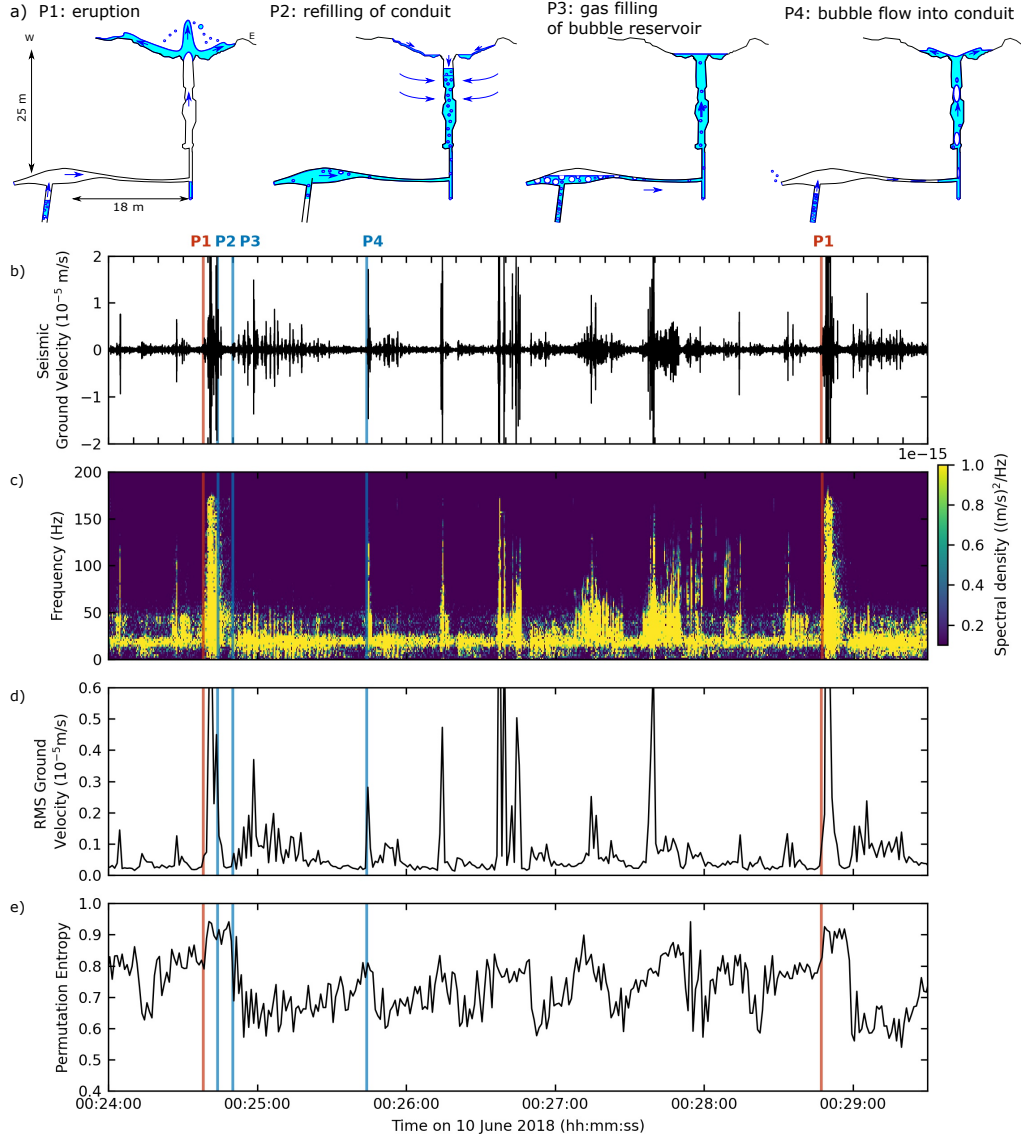 a) P1: eruption
P2: refilling of conduit
P3: gas filling
of bubble reservoir
P4: bubble flow into conduit
W
E
25 m
18 m
P1 P2 P3 P4 P1
b)
Seismic
Ground Velocity (10⁻⁵ m/s)
2
1
0
−1
−2
c)
Frequency (Hz)
200
150
100
50
0
1e−15
1.0
0.8
0.6
0.4
0.2
Spectral density ((m/s)²/Hz)
d)
RMS Ground
Velocity (10⁻⁵m/s)
0.6
0.5
0.4
0.3
0.2
0.1
0.0
e)
Permutation Entropy
1.0
0.9
0.8
0.7
0.6
0.5
0.4
00:24:00 00:25:00 00:26:00 00:27:00 00:28:00 00:29:00
Time on 10 June 2018 (hh:mm:ss)